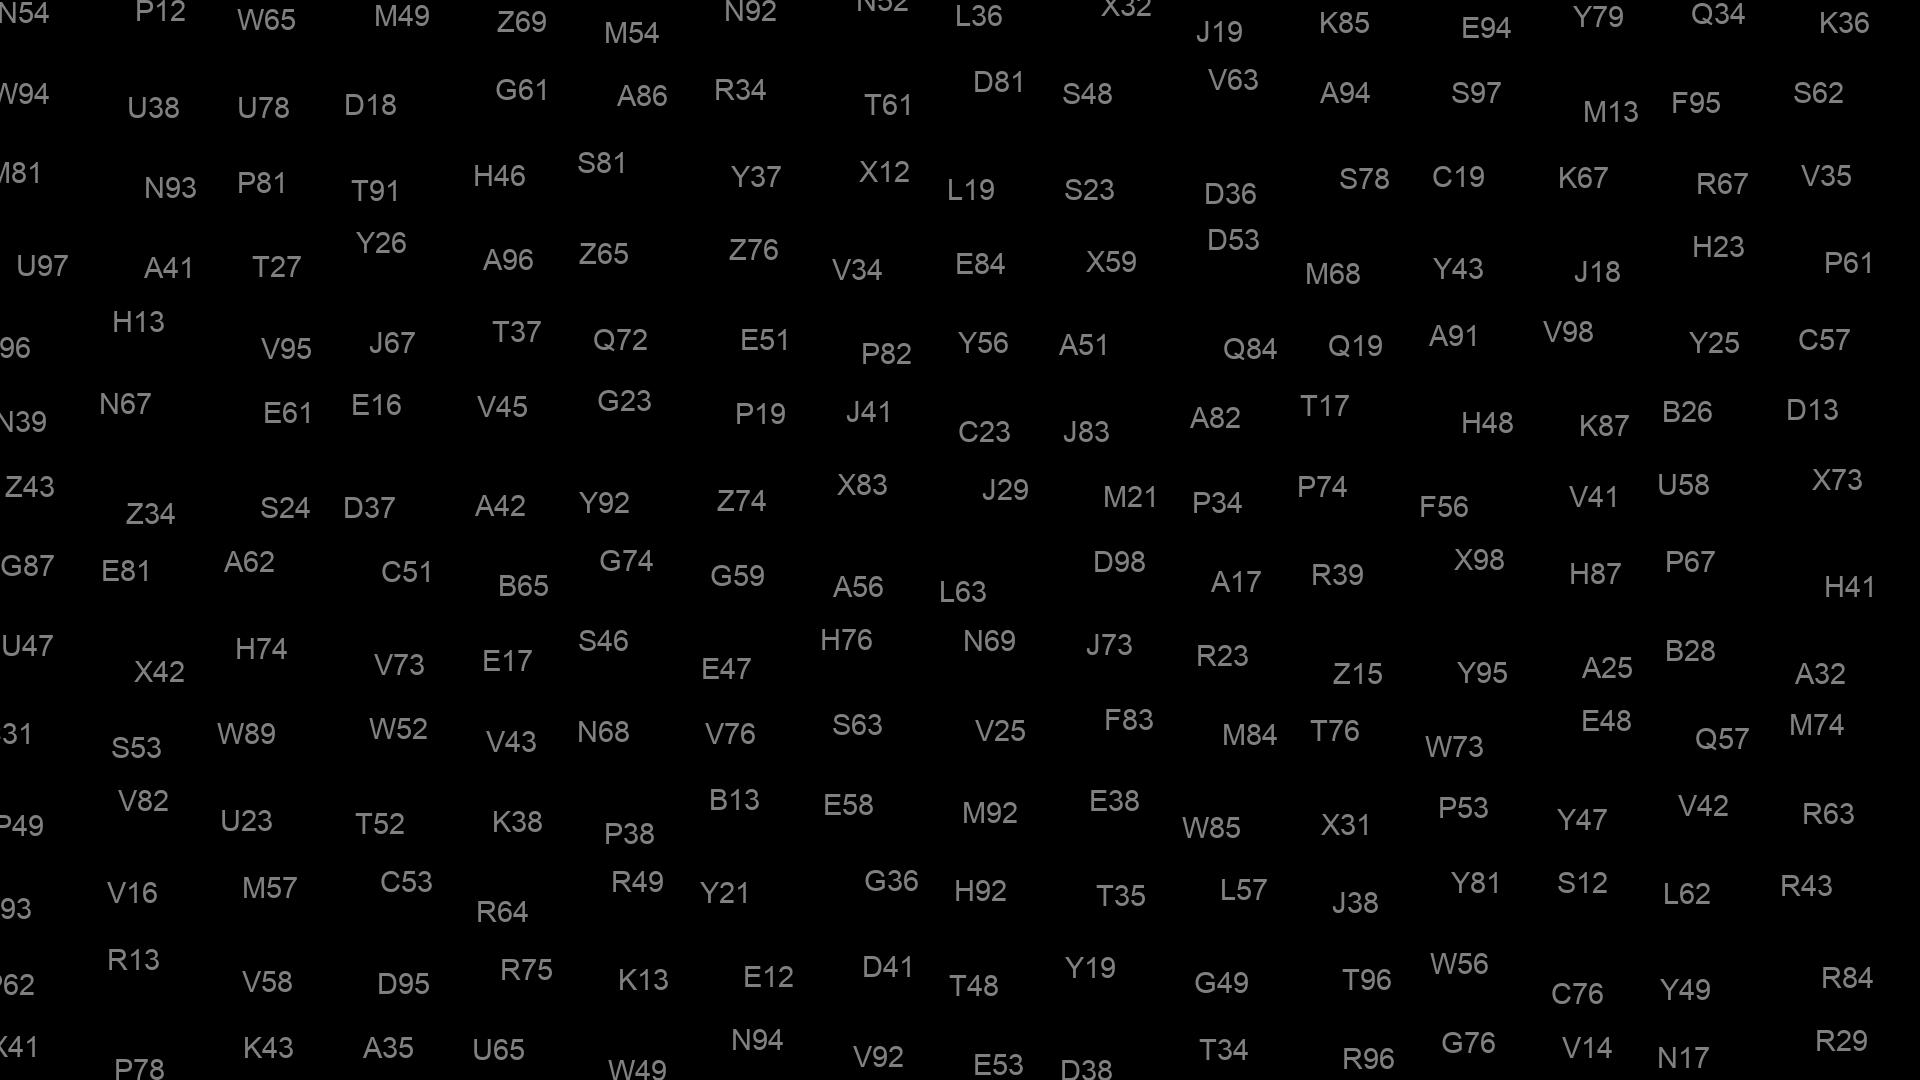 N54 P12 W65 M49 Z69 M54 N92 N52 L36 X32 J19 K85 E94 Y79 Q34 K36
W94 U38 U78 D18 G61 A86 R34 T61 D81 S48 V63 A94 S97 M13 F95 S62
M81 N93 P81 T91 H46 S81 Y37 X12 L19 S23 D36 S78 C19 K67 R67 V35
U97 A41 T27 Y26 A96 Z65 Z76 V34 E84 X59 D53 M68 Y43 J18 H23 P61
96 H13 V95 J67 T37 Q72 E51 P82 Y56 A51 Q84 Q19 A91 V98 Y25 C57
N39 N67 E61 E16 V45 G23 P19 J41 C23 J83 A82 T17 H48 K87 B26 D13
Z43 Z34 S24 D37 A42 Y92 Z74 X83 J29 M21 P34 P74 F56 V41 U58 X73
G87 E81 A62 C51 B65 G74 G59 A56 L63 D98 A17 R39 X98 H87 P67 H41
U47 X42 H74 V73 E17 S46 E47 H76 N69 J73 R23 Z15 Y95 A25 B28 A32
31 S53 W89 W52 V43 N68 V76 S63 V25 F83 M84 T76 W73 E48 Q57 M74
P49 V82 U23 T52 K38 P38 B13 E58 M92 E38 W85 X31 P53 Y47 V42 R63
93 V16 M57 C53 R64 R49 Y21 G36 H92 T35 L57 J38 Y81 S12 L62 R43
62 R13 V58 D95 R75 K13 E12 D41 T48 Y19 G49 T96 W56 C76 Y49 R84
X41 P78 K43 A35 U65 W49 N94 V92 E53 D38 T34 R96 G76 V14 N17 R29